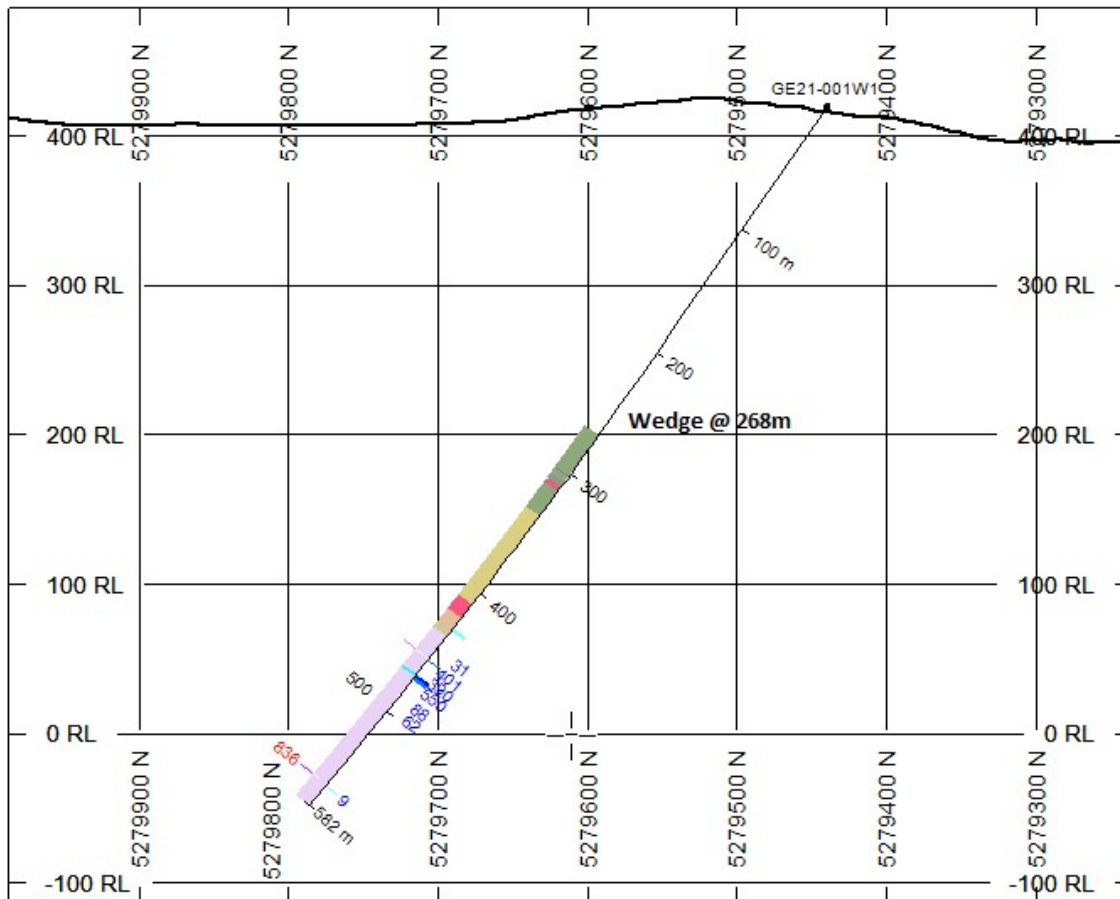 5279900 N
5279800 N
5279700 N
5279600 N
5279500 N
5279400 N
5279300 N
GE21-001W1
400 RL
400 RL
100 m
300 RL
300 RL
200
200 RL
Wedge @ 268m
200 RL
300
100 RL
100 RL
400
500
0 RL
0 RL
836
9
582 m
5279900 N
5279800 N
5279700 N
5279600 N
5279500 N
5279400 N
5279300 N
-100 RL
-100 RL